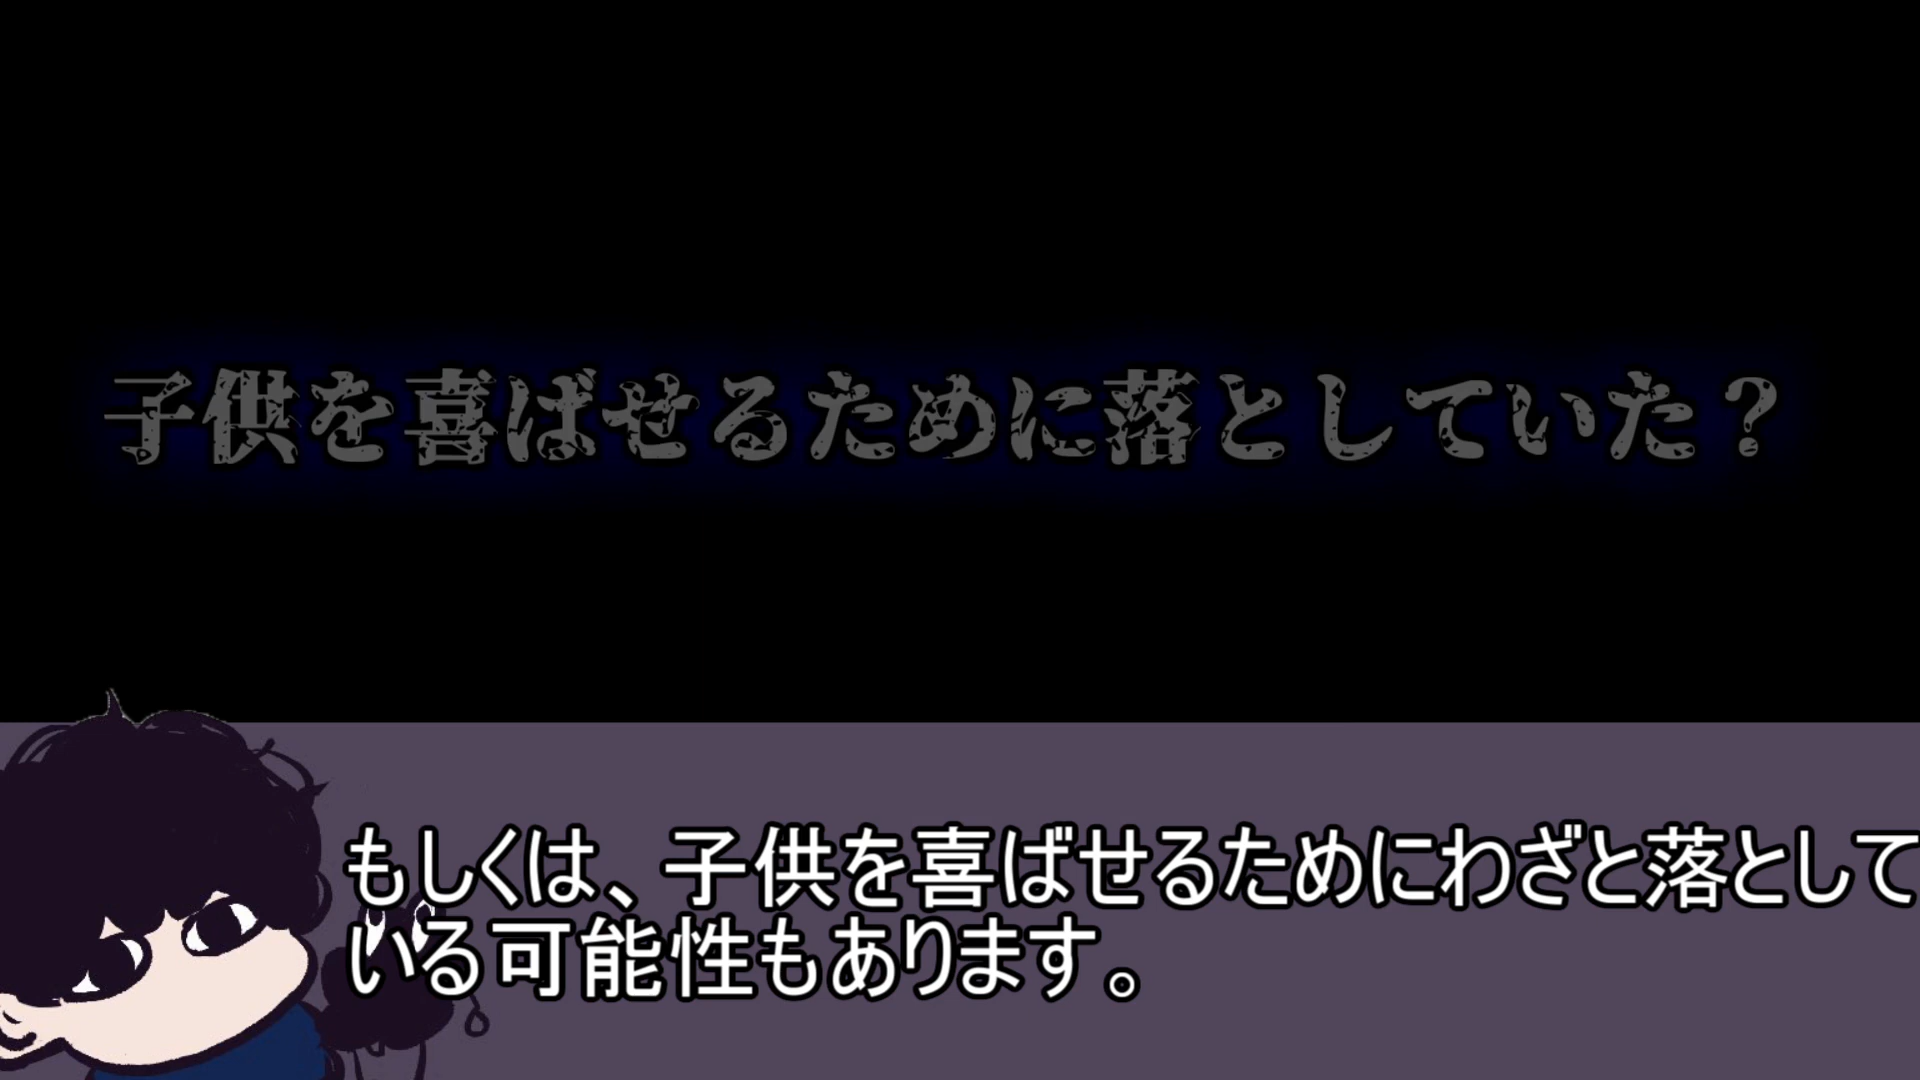 子供を喜ばせるために落としていた？
もしくは、子供を喜ばせるためにわざと落として
いる可能性もあります。